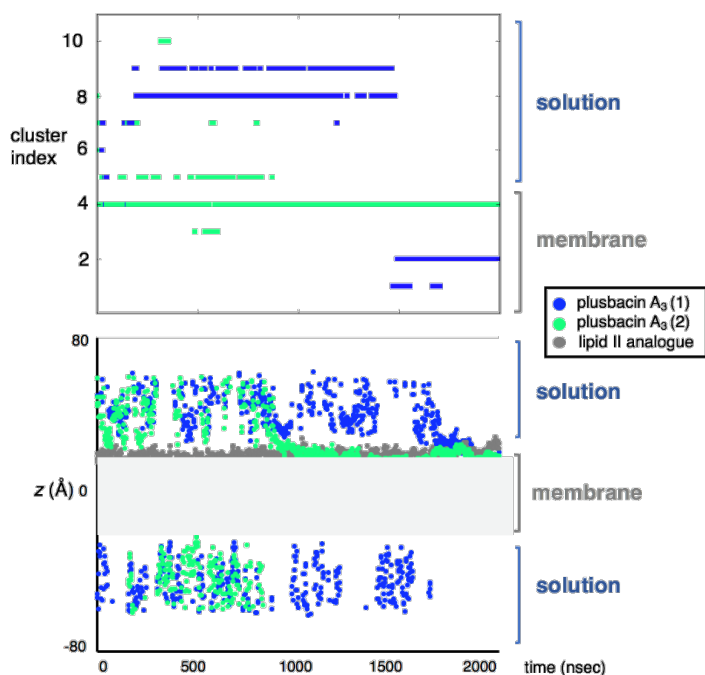 10
8
6
4
2
cluster
index
solution
membrane
plusbacin A₃ (1)
plusbacin A₃ (2)
lipid II analogue
80
z (Å) 0
-80
solution
membrane
solution
0 500 1000 1500 2000 time (nsec)